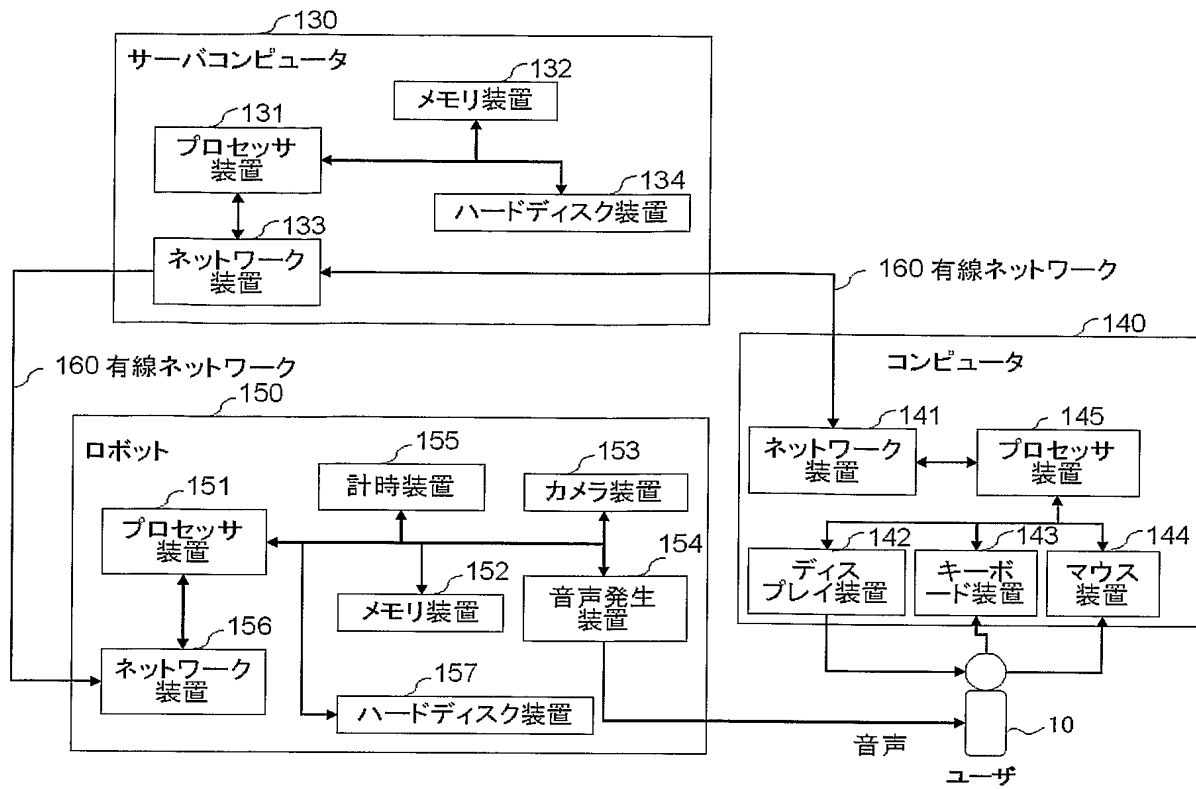 130
サーバコンピュータ
132
メモリ装置
131
プロセッサ
装置
134
ハードディスク装置
133
ネットワーク
装置
160 有線ネットワーク
160 有線ネットワーク
140
コンピュータ
141
ネットワーク
装置
145
プロセッサ
装置
142
ディス
プレイ装置
143
キーボ
ード装置
144
マウス
装置
150
ロボット
155
計時装置
153
カメラ装置
151
プロセッサ
装置
154
音声発生
装置
152
メモリ装置
156
ネットワーク
装置
157
ハードディスク装置
音声
10
ユーザ